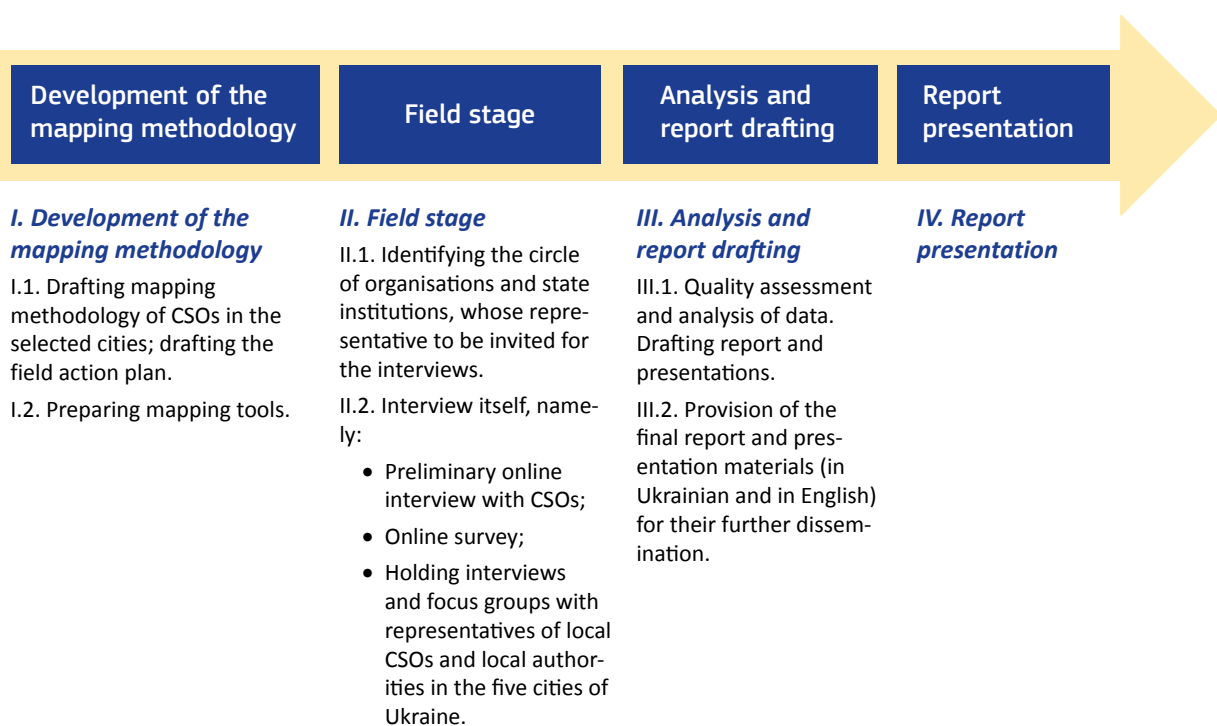 Development of the
mapping methodology
Field stage
Analysis and
report drafting
Report
presentation
I. Development of the
mapping methodology
I.1. Drafting mapping
methodology of CSOs in the
selected cities; drafting the
field action plan.
I.2. Preparing mapping tools.
II. Field stage
II.1. Identifying the circle
of organisations and state
institutions, whose repre-
sentative to be invited for
the interviews.
II.2. Interview itself, name-
ly:
• Preliminary online
interview with CSOs;
• Online survey;
• Holding interviews
and focus groups with
representatives of local
CSOs and local author-
ities in the five cities of
Ukraine.
III. Analysis and
report drafting
III.1. Quality assessment
and analysis of data.
Drafting report and
presentations.
III.2. Provision of the
final report and pres-
entation materials (in
Ukrainian and in English)
for their further dissem-
ination.
IV. Report
presentation